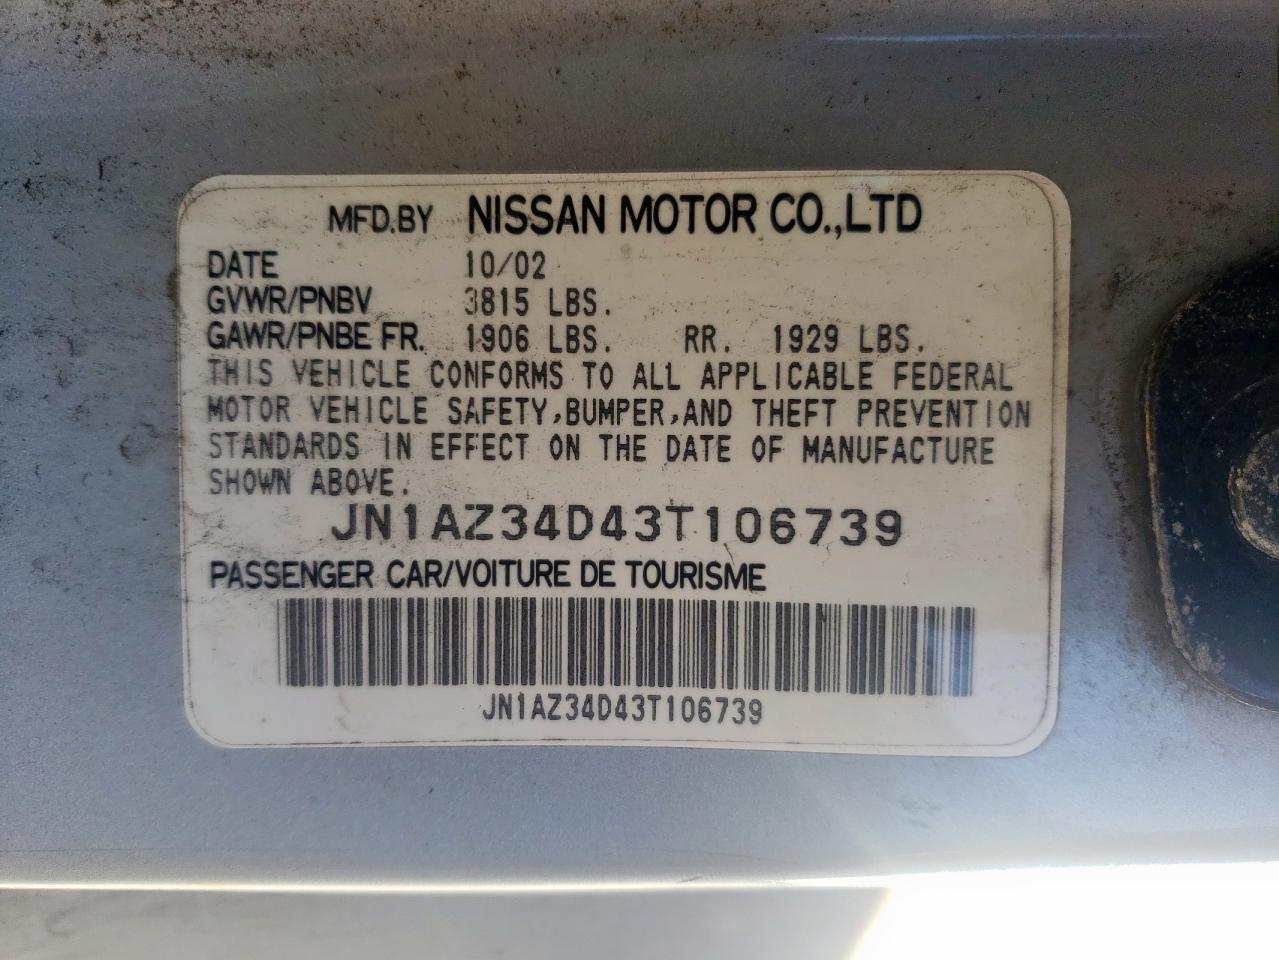 MFD.BY NISSAN MOTOR CO.,LTD
DATE 10/02
GVWR/PNBV 3815 LBS.
GAWR/PNBE FR. 1906 LBS. RR. 1929 LBS.
THIS VEHICLE CONFORMS TO ALL APPLICABLE FEDERAL
MOTOR VEHICLE SAFETY,BUMPER,AND THEFT PREVENTION
STANDARDS IN EFFECT ON THE DATE OF MANUFACTURE
SHOWN ABOVE.
JN1AZ34D43T106739
PASSENGER CAR/VOITURE DE TOURISME
JN1AZ34D43T106739